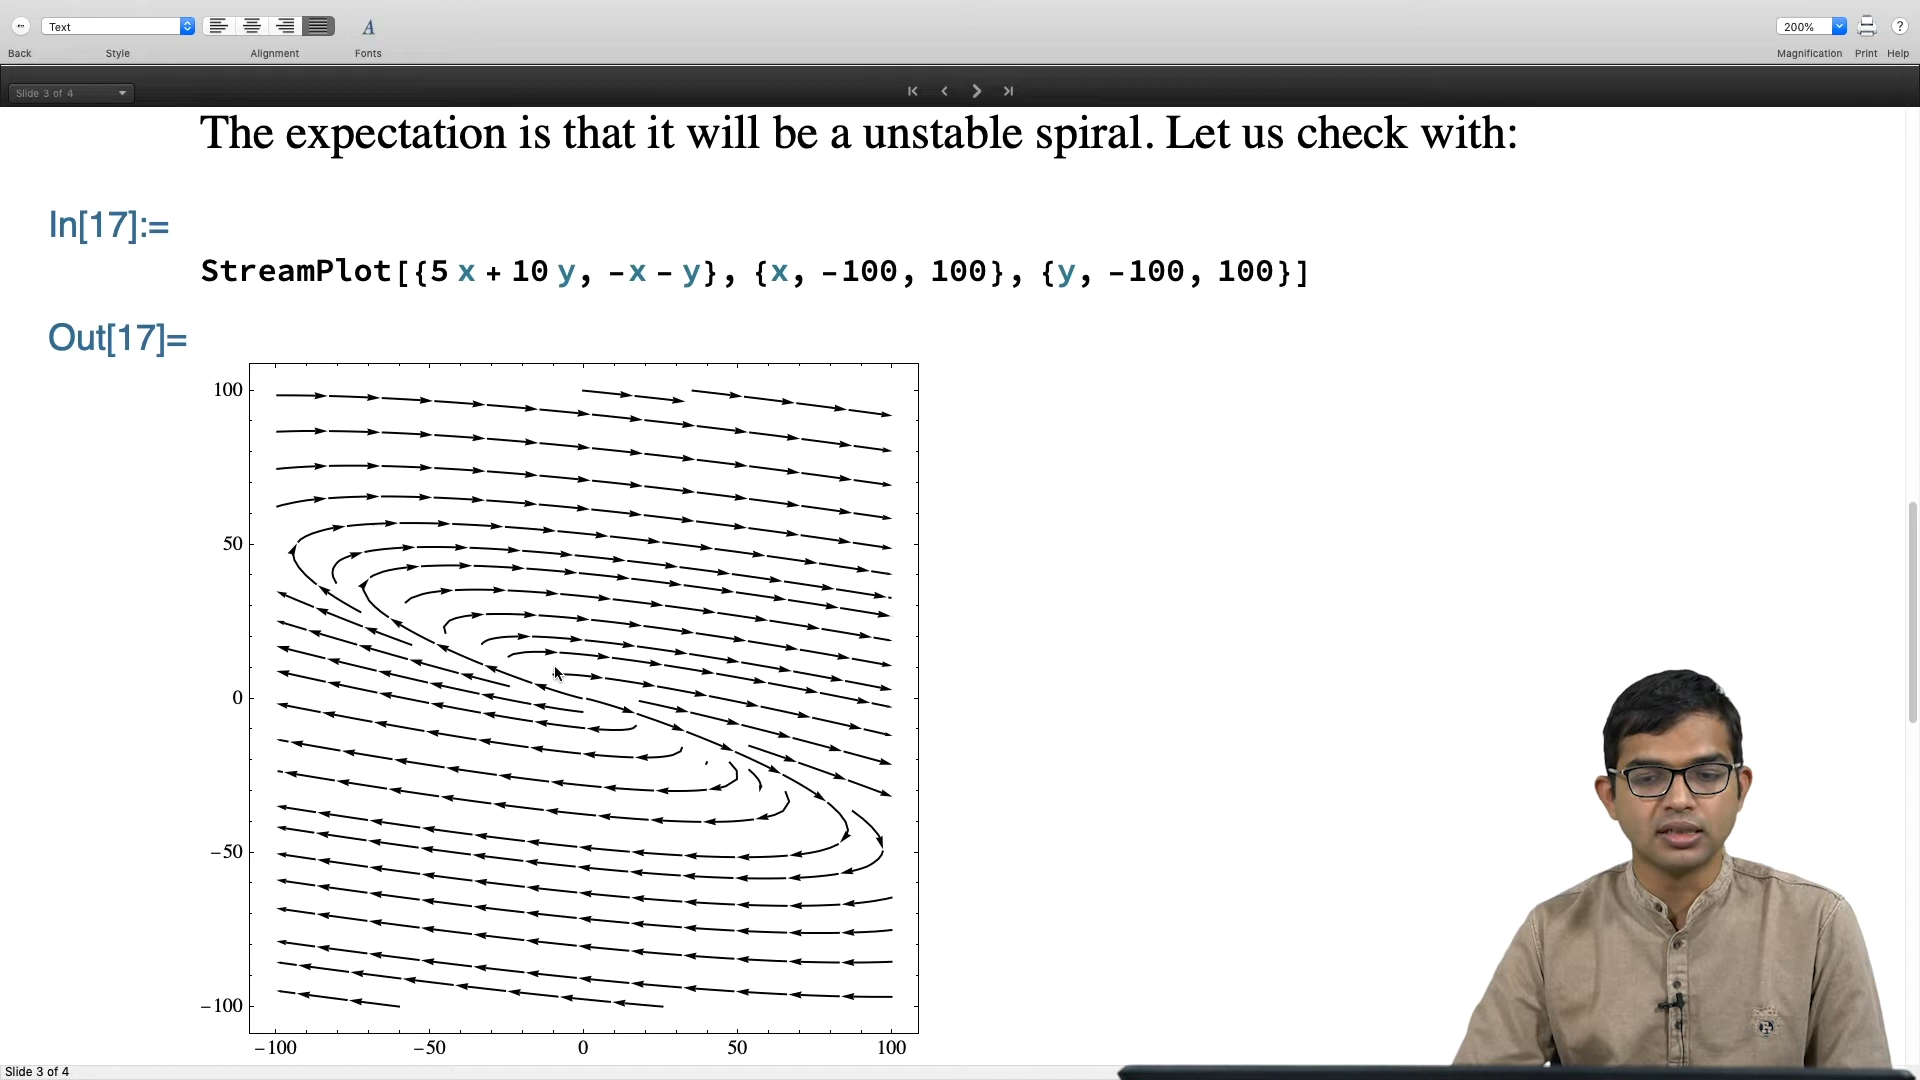 Text
200%
Back
Style
Alignment
Fonts
Magnification
Print
Help
Slide 3 of 4
The expectation is that it will be a unstable spiral. Let us check with:
In[17]:=
StreamPlot[{5 x + 10 y, -x - y}, {x, -100, 100}, {y, -100, 100}]
Out[17]=
100
50
0
-50
-100
-100 -50 0 50 100
Slide 3 of 4